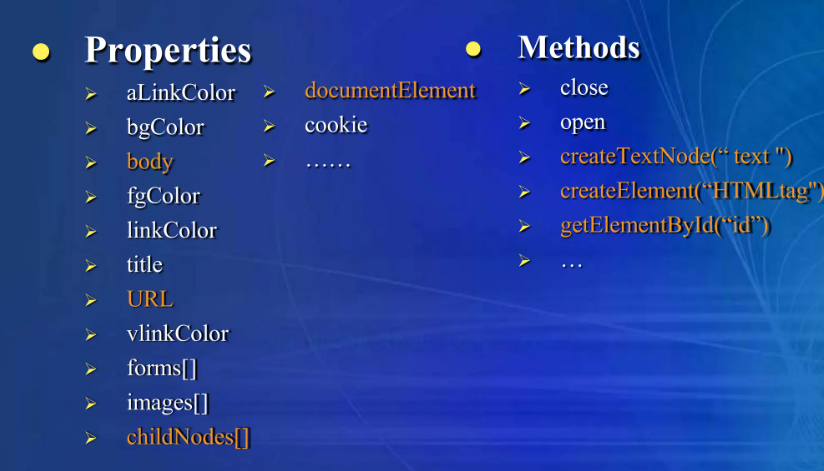 Properties
aLinkColor
bgColor
body
fgColor
linkColor
title
URL
vlinkColor
forms[]
images[]
childNodes[]
documentElement
cookie
……
Methods
close
open
createTextNode(“ text ")
createElement(“HTMLtag")
getElementById(“id”)
…